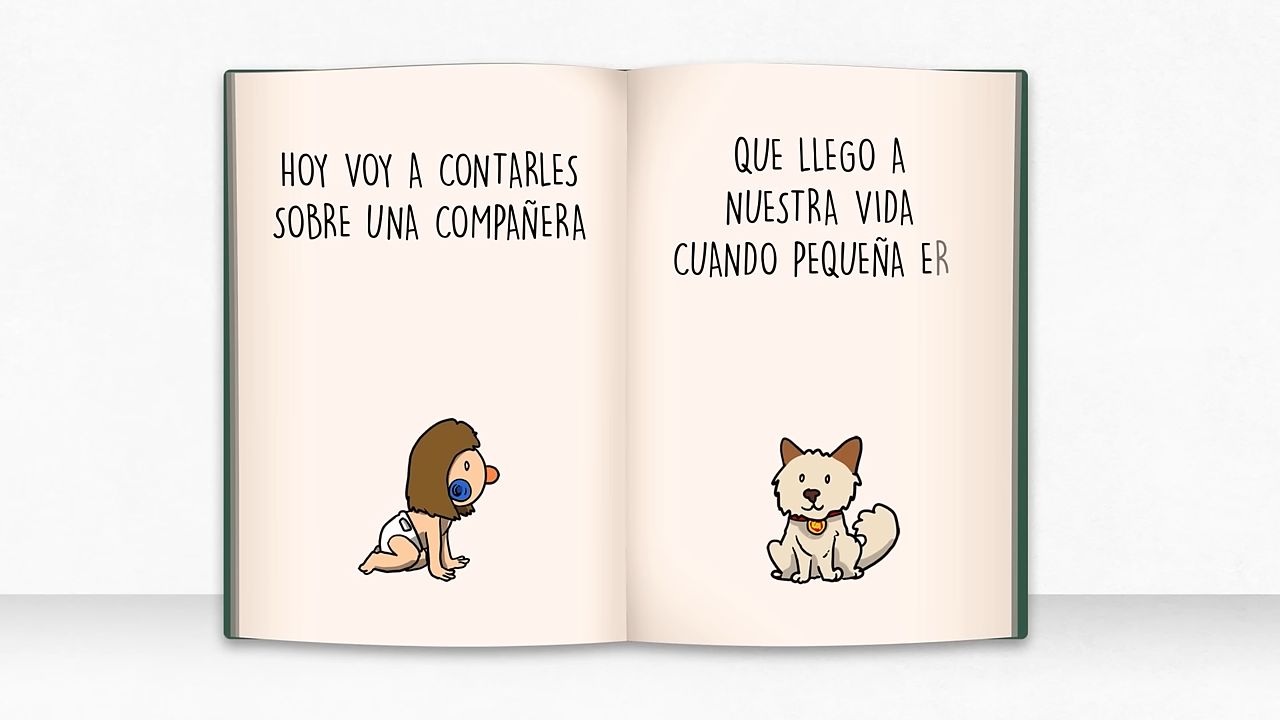 HOY VOY A CONTARLES
SOBRE UNA COMPAÑERA
QUE LLEGO A
NUESTRA VIDA
CUANDO PEQUEÑA ER